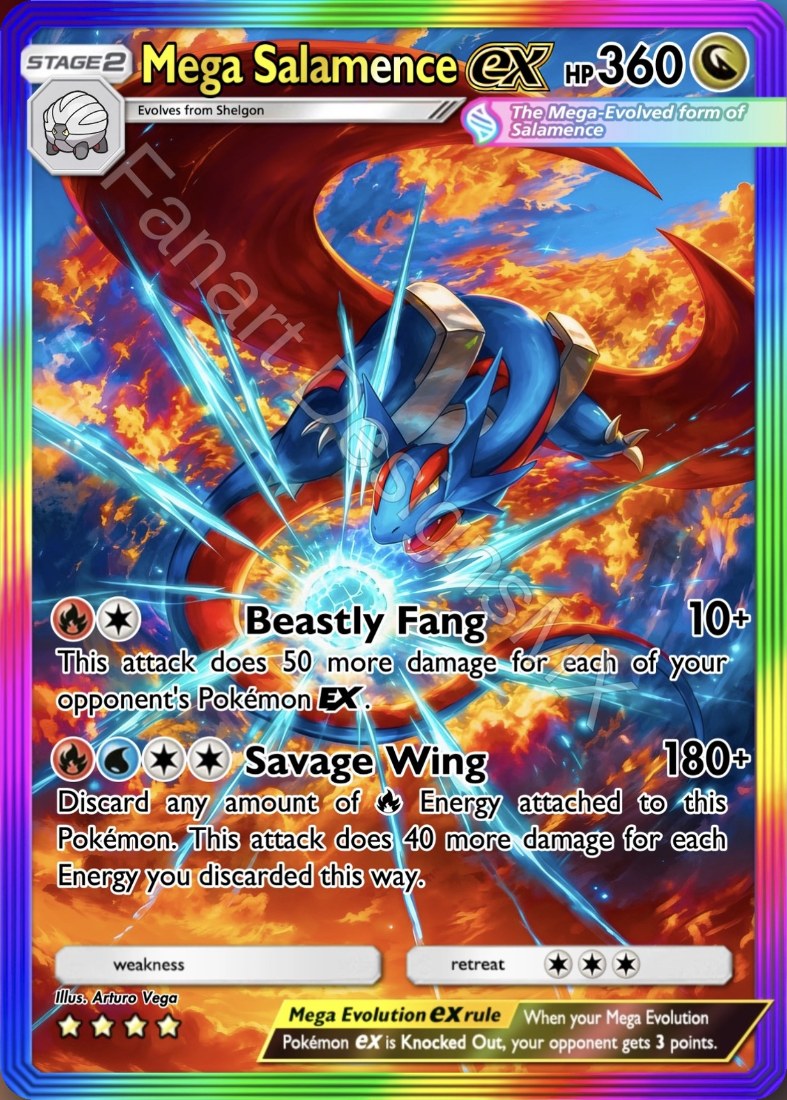 STAGE2 Mega Salamence ex HP 360
Evolves from Shelgon
The Mega-Evolved form of
Salamence
Fanart DesignsMX
Beastly Fang 10+
This attack does 50 more damage for each of your
opponent's Pokémon EX.
Savage Wing 180+
Discard any amount of Energy attached to this
Pokémon. This attack does 40 more damage for each
Energy you discarded this way.
weakness retreat
Illus. Arturo Vega
Mega Evolution ex rule When your Mega Evolution
Pokémon ex is Knocked Out, your opponent gets 3 points.